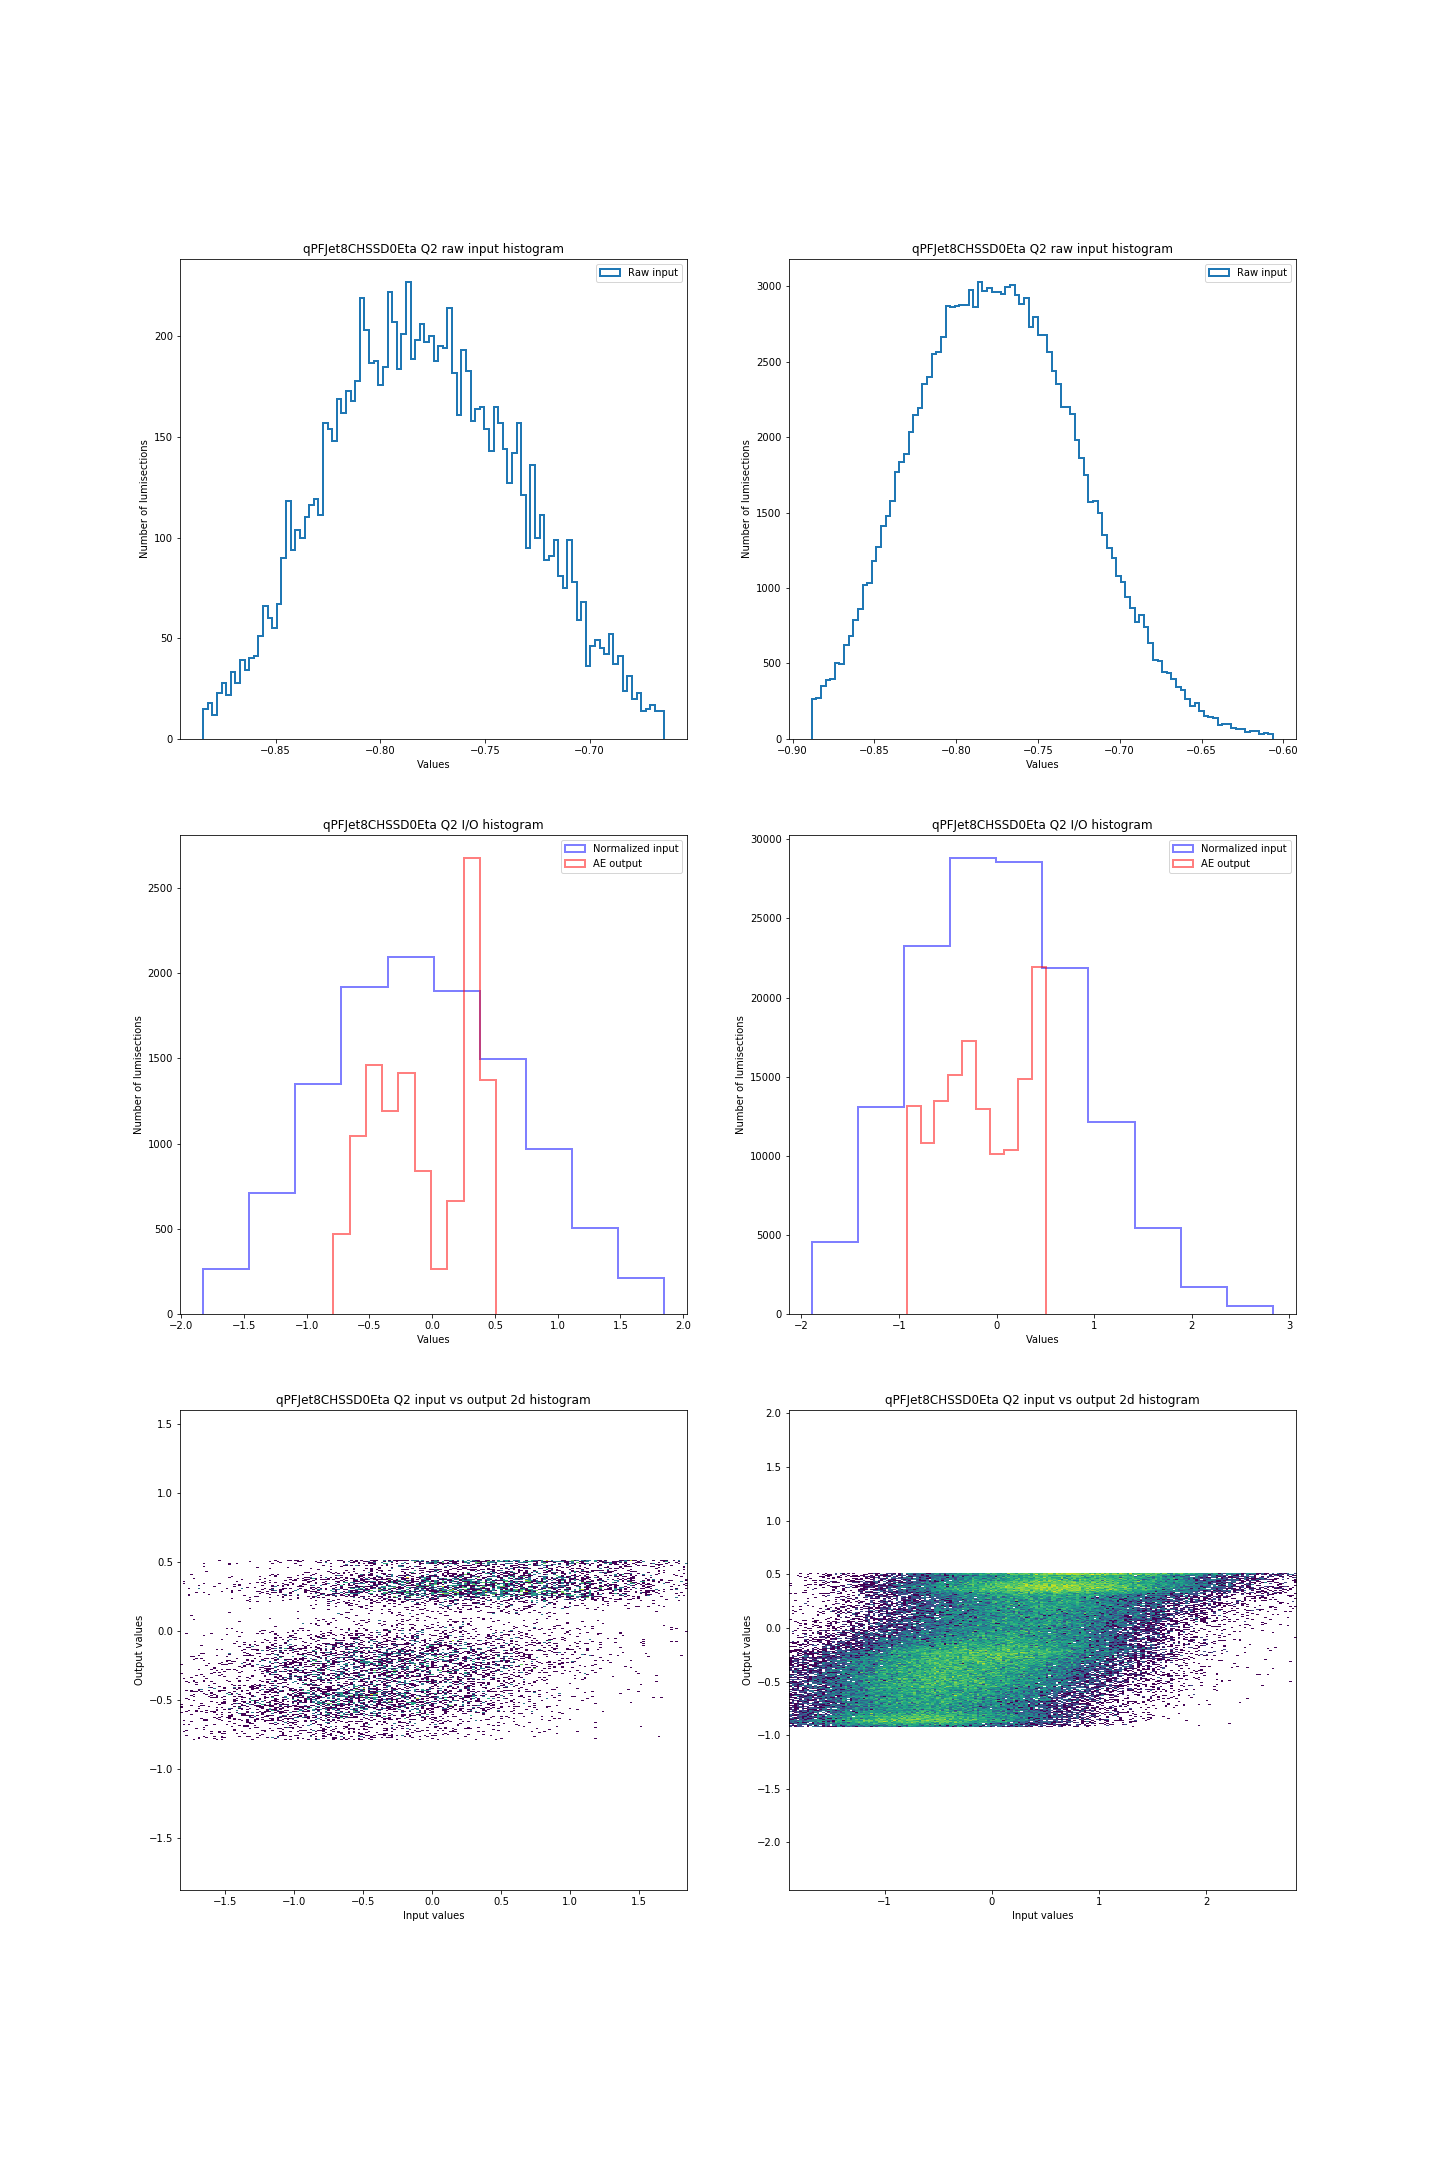 qPFJet8CHSSD0Eta Q2 raw input histogram
Raw input
Number of lumisections
200
150
100
50
0
−0.85 −0.80 −0.75 −0.70
Values
qPFJet8CHSSD0Eta Q2 raw input histogram
Raw input
Number of lumisections
3000
2500
2000
1500
1000
500
0
−0.90 −0.85 −0.80 −0.75 −0.70 −0.65 −0.60
Values
qPFJet8CHSSD0Eta Q2 I/O histogram
Normalized input
AE output
Number of lumisections
2500
2000
1500
1000
500
0
−2.0 −1.5 −1.0 −0.5 0.0 0.5 1.0 1.5 2.0
Values
qPFJet8CHSSD0Eta Q2 I/O histogram
Normalized input
AE output
Number of lumisections
30000
25000
20000
15000
10000
5000
0
−2 −1 0 1 2 3
Values
qPFJet8CHSSD0Eta Q2 input vs output 2d histogram
Output values
1.5
1.0
0.5
0.0
−0.5
−1.0
−1.5
−1.5 −1.0 −0.5 0.0 0.5 1.0 1.5
Input values
qPFJet8CHSSD0Eta Q2 input vs output 2d histogram
Output values
2.0
1.5
1.0
0.5
0.0
−0.5
−1.0
−1.5
−2.0
−1 0 1 2
Input values